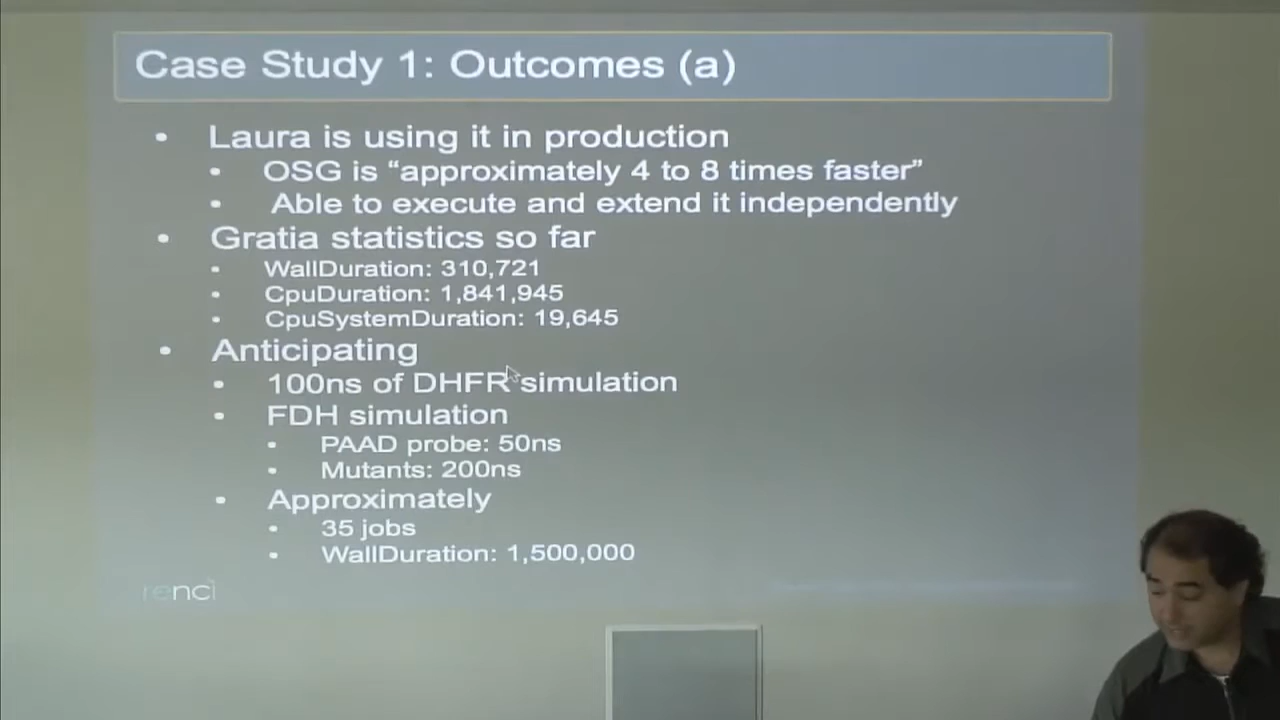 Case Study 1: Outcomes (a)
• Laura is using it in production
• OSG is “approximately 4 to 8 times faster”
• Able to execute and extend it independently
• Gratia statistics so far
• WallDuration: 310,721
• CpuDuration: 1,841,945
• CpuSystemDuration: 19,645
• Anticipating
• 100ns of DHFR simulation
• FDH simulation
• PAAD probe: 50ns
• Mutants: 200ns
• Approximately
• 35 jobs
• WallDuration: 1,500,000
renci